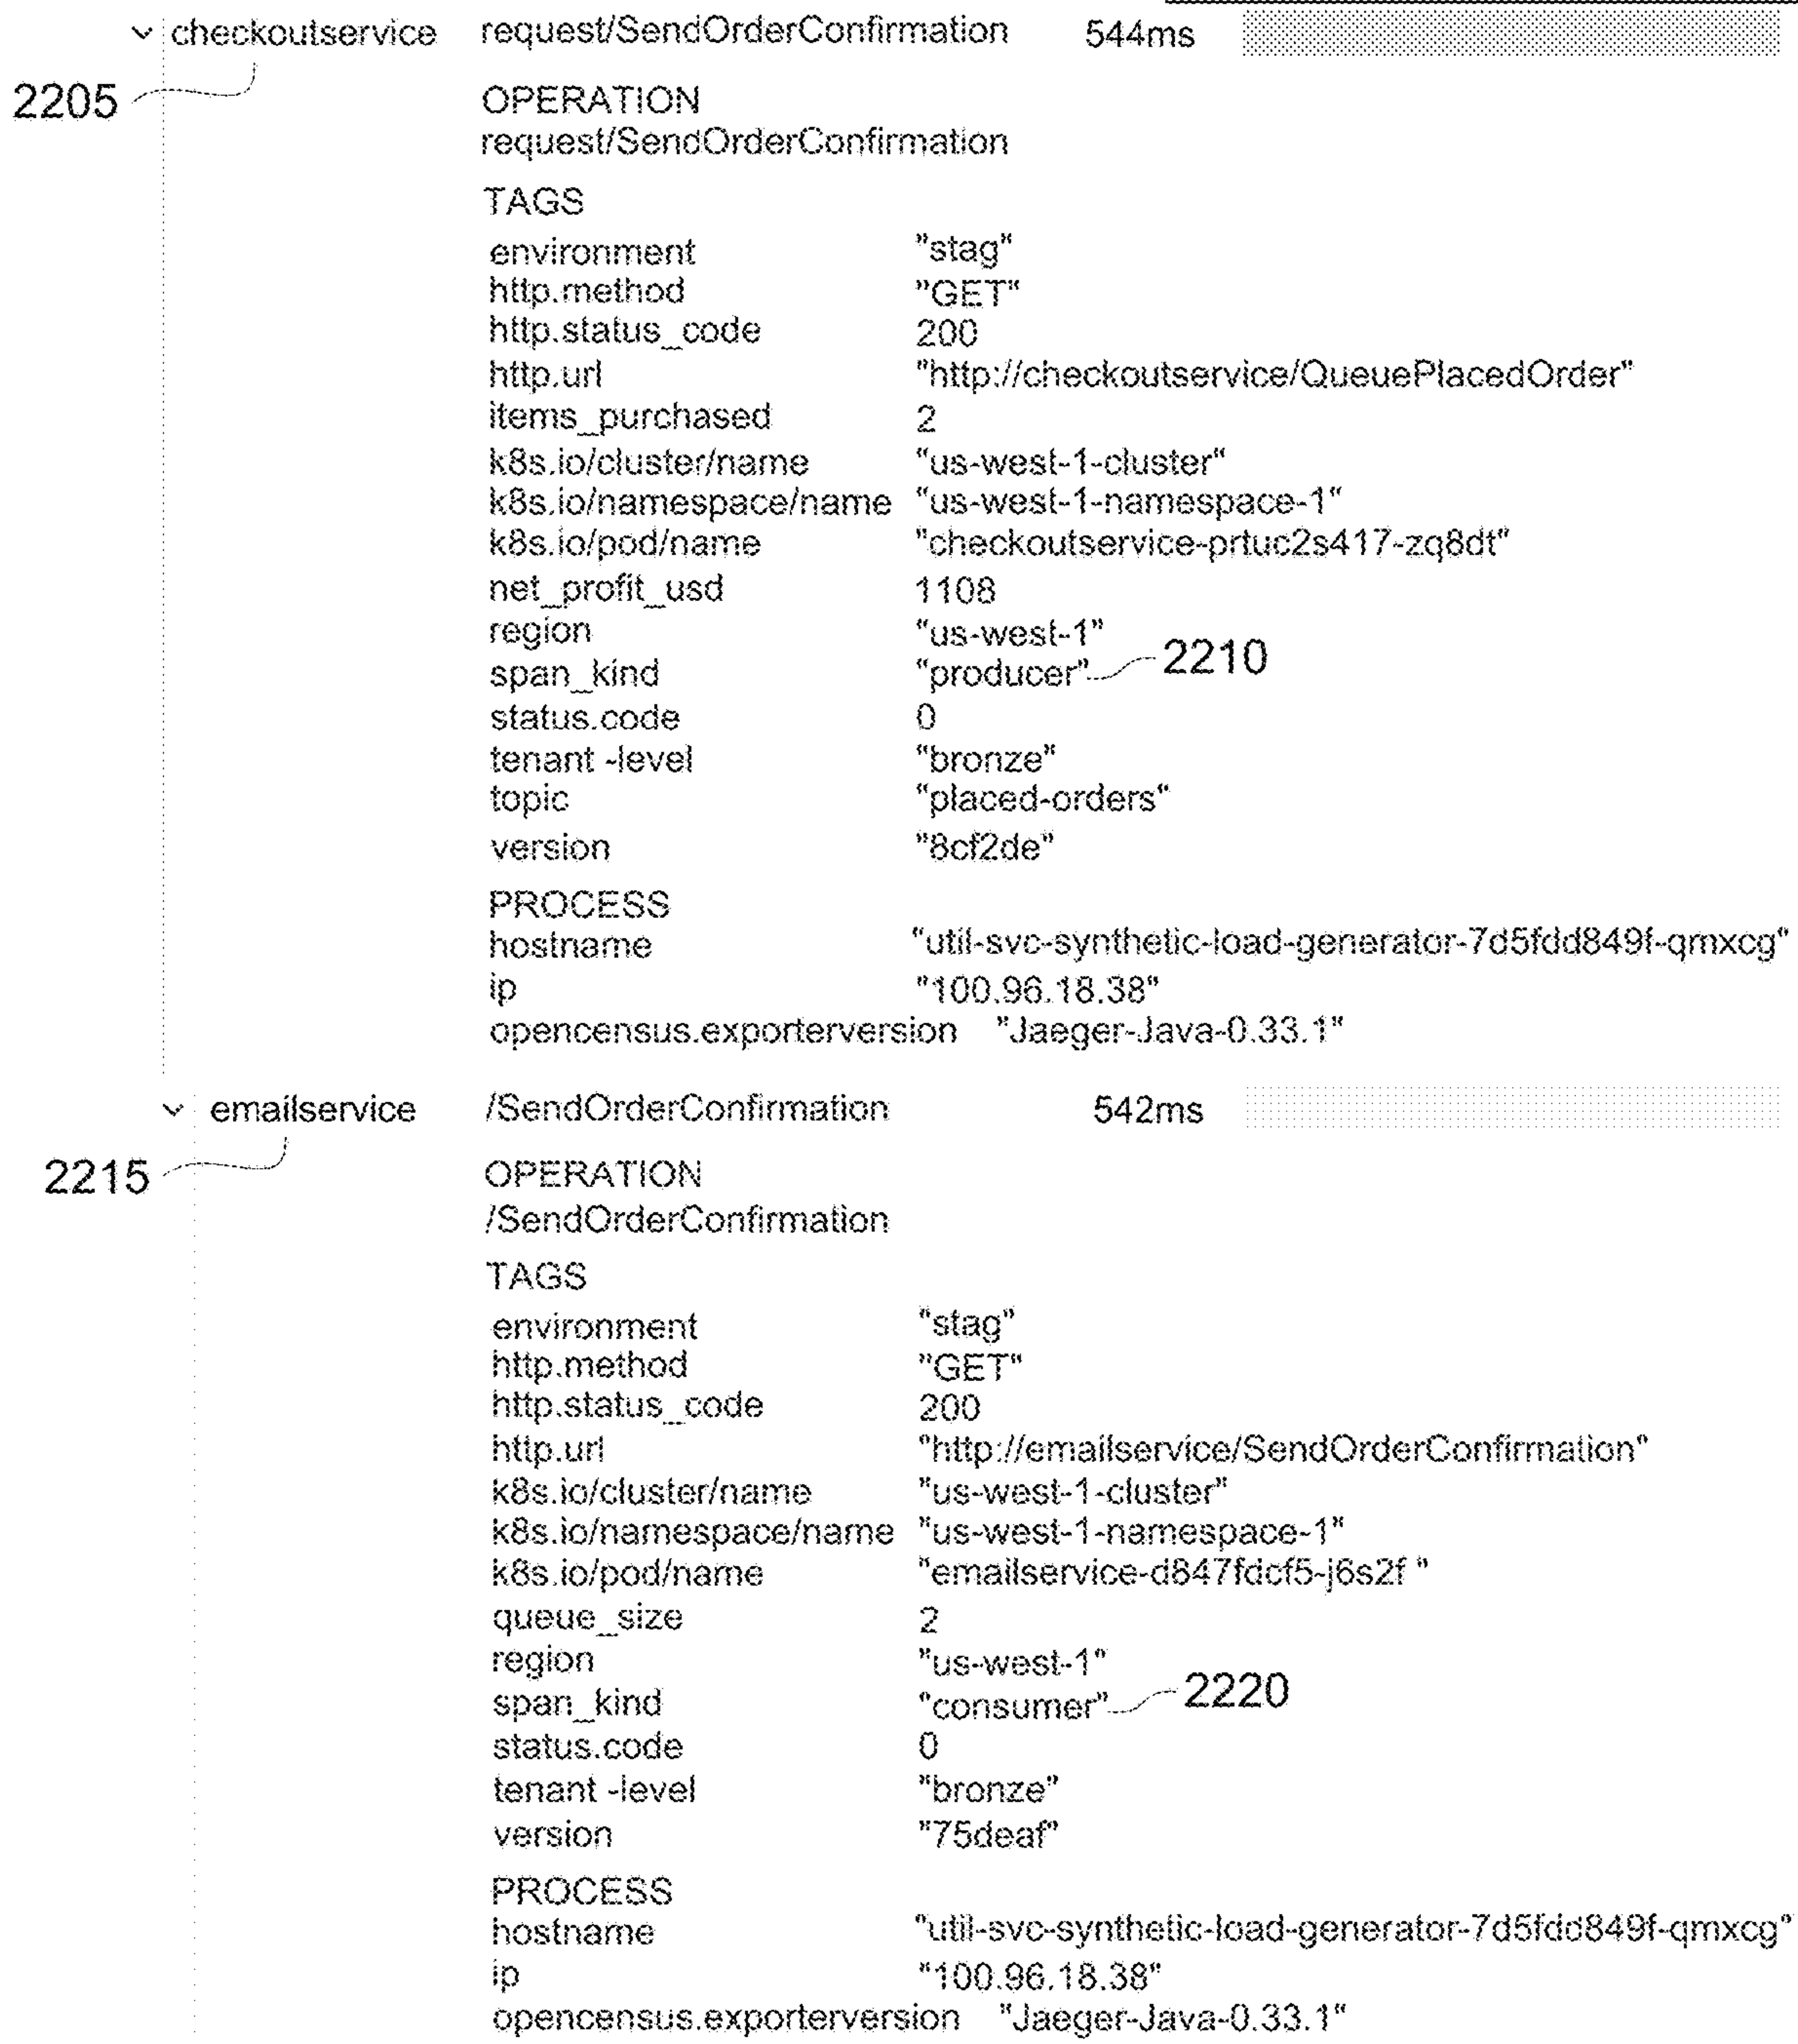 checkoutservice request/SendOrderConfirmation 544ms
2205
OPERATION
request/SendOrderConfirmation
TAGS
environment "stag"
http.method "GET"
http.status_code 200
http.url "http://checkoutservice/QueuePlacedOrder"
items_purchased 2
k8s.io/cluster/name "us-west-1-cluster"
k8s.io/namespace/name "us-west-1-namespace-1"
k8s.io/pod/name "checkoutservice-prtuc2s417-zq8dt"
net_profit_usd 1108
region "us-west-1"
span_kind "producer" 2210
status.code 0
tenant -level "bronze"
topic "placed-orders"
version "8cf2de"
PROCESS
hostname "util-svc-synthetic-load-generator-7d5fdd849f-qmxcg"
ip "100.96.18.38"
opencensus.exporterversion "Jaeger-Java-0.33.1"
emailservice /SendOrderConfirmation 542ms
2215
OPERATION
/SendOrderConfirmation
TAGS
environment "stag"
http.method "GET"
http.status_code 200
http.url "http://emailservice/SendOrderConfirmation"
k8s.io/cluster/name "us-west-1-cluster"
k8s.io/namespace/name "us-west-1-namespace-1"
k8s.io/pod/name "emailservice-d847fdcf5-j6s2f "
queue_size 2
region "us-west-1"
span_kind "consumer" 2220
status.code 0
tenant -level "bronze"
version "75deaf"
PROCESS
hostname "util-svc-synthetic-load-generator-7d5fdd849f-qmxcg"
ip "100.96.18.38"
opencensus.exporterversion "Jaeger-Java-0.33.1"